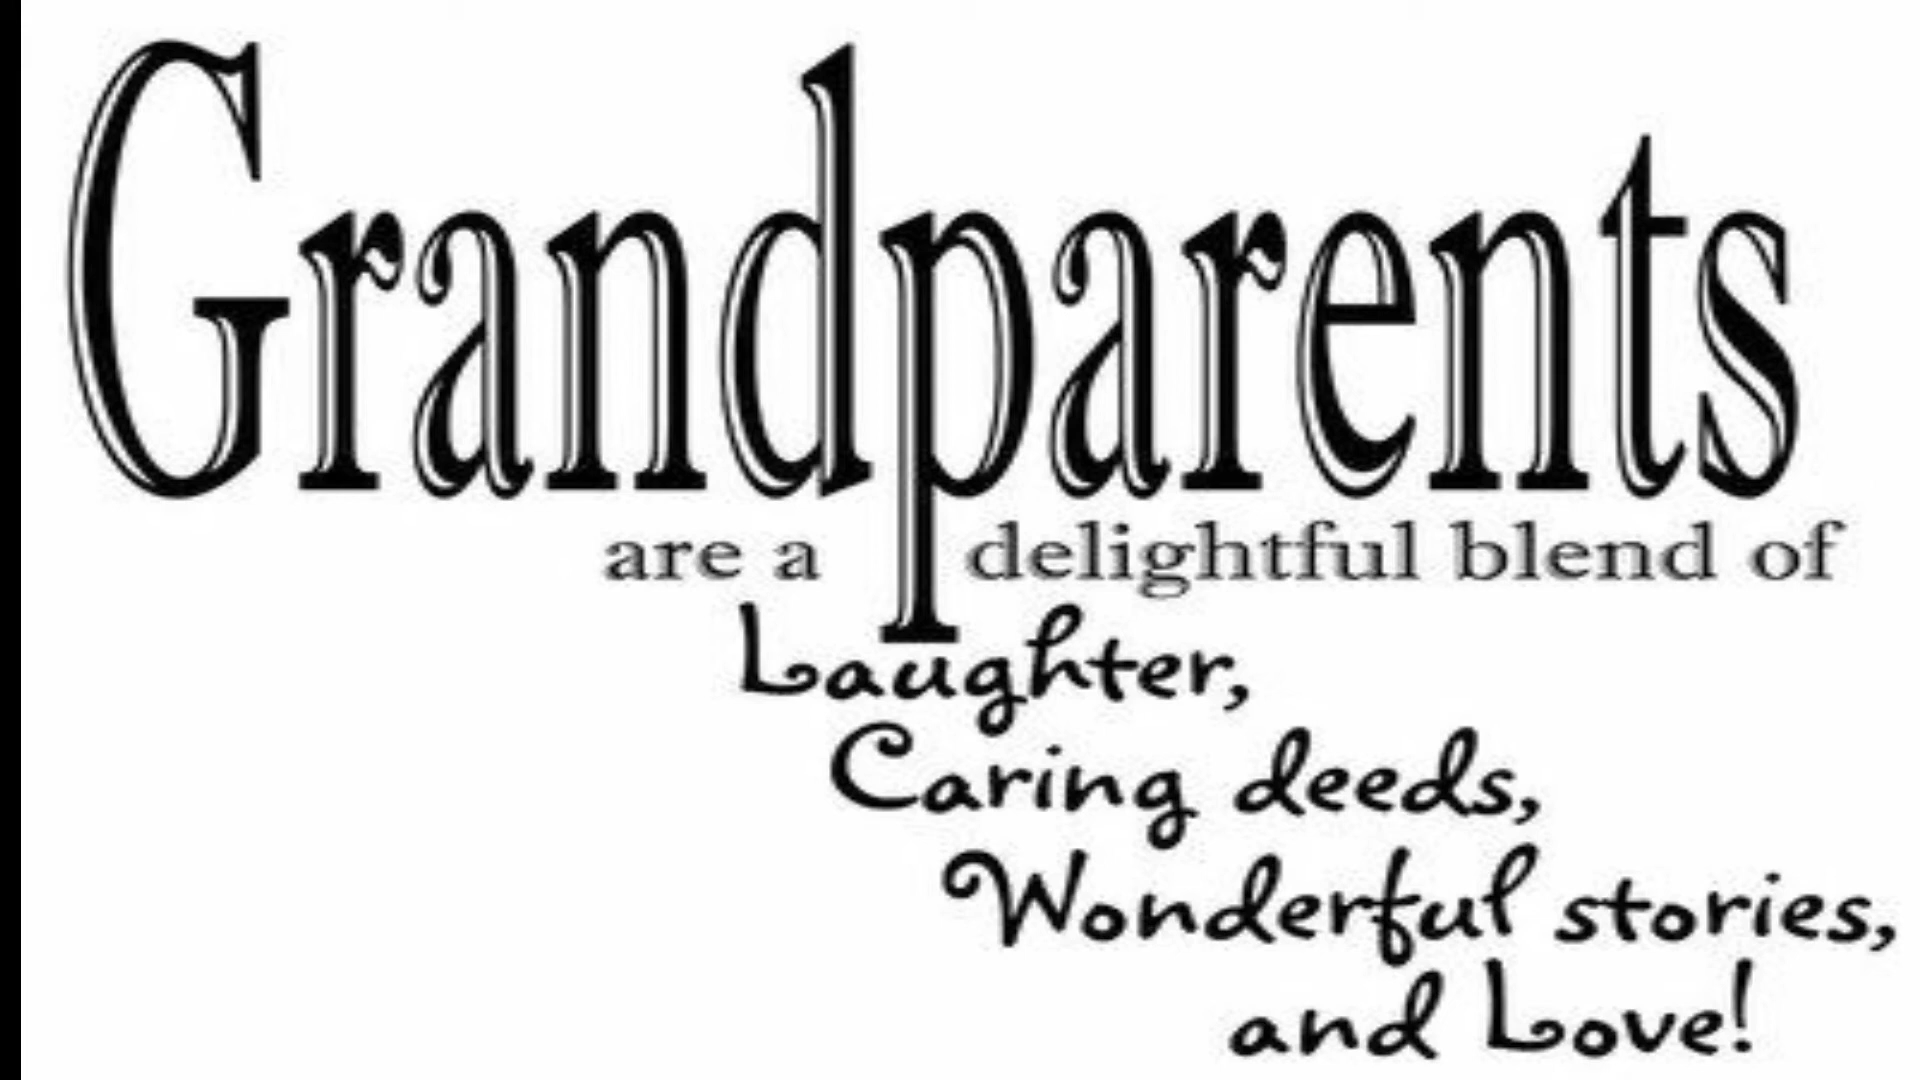 Grandparents
are a delightful blend of
Laughter,
Caring deeds,
Wonderful stories,
and Love!